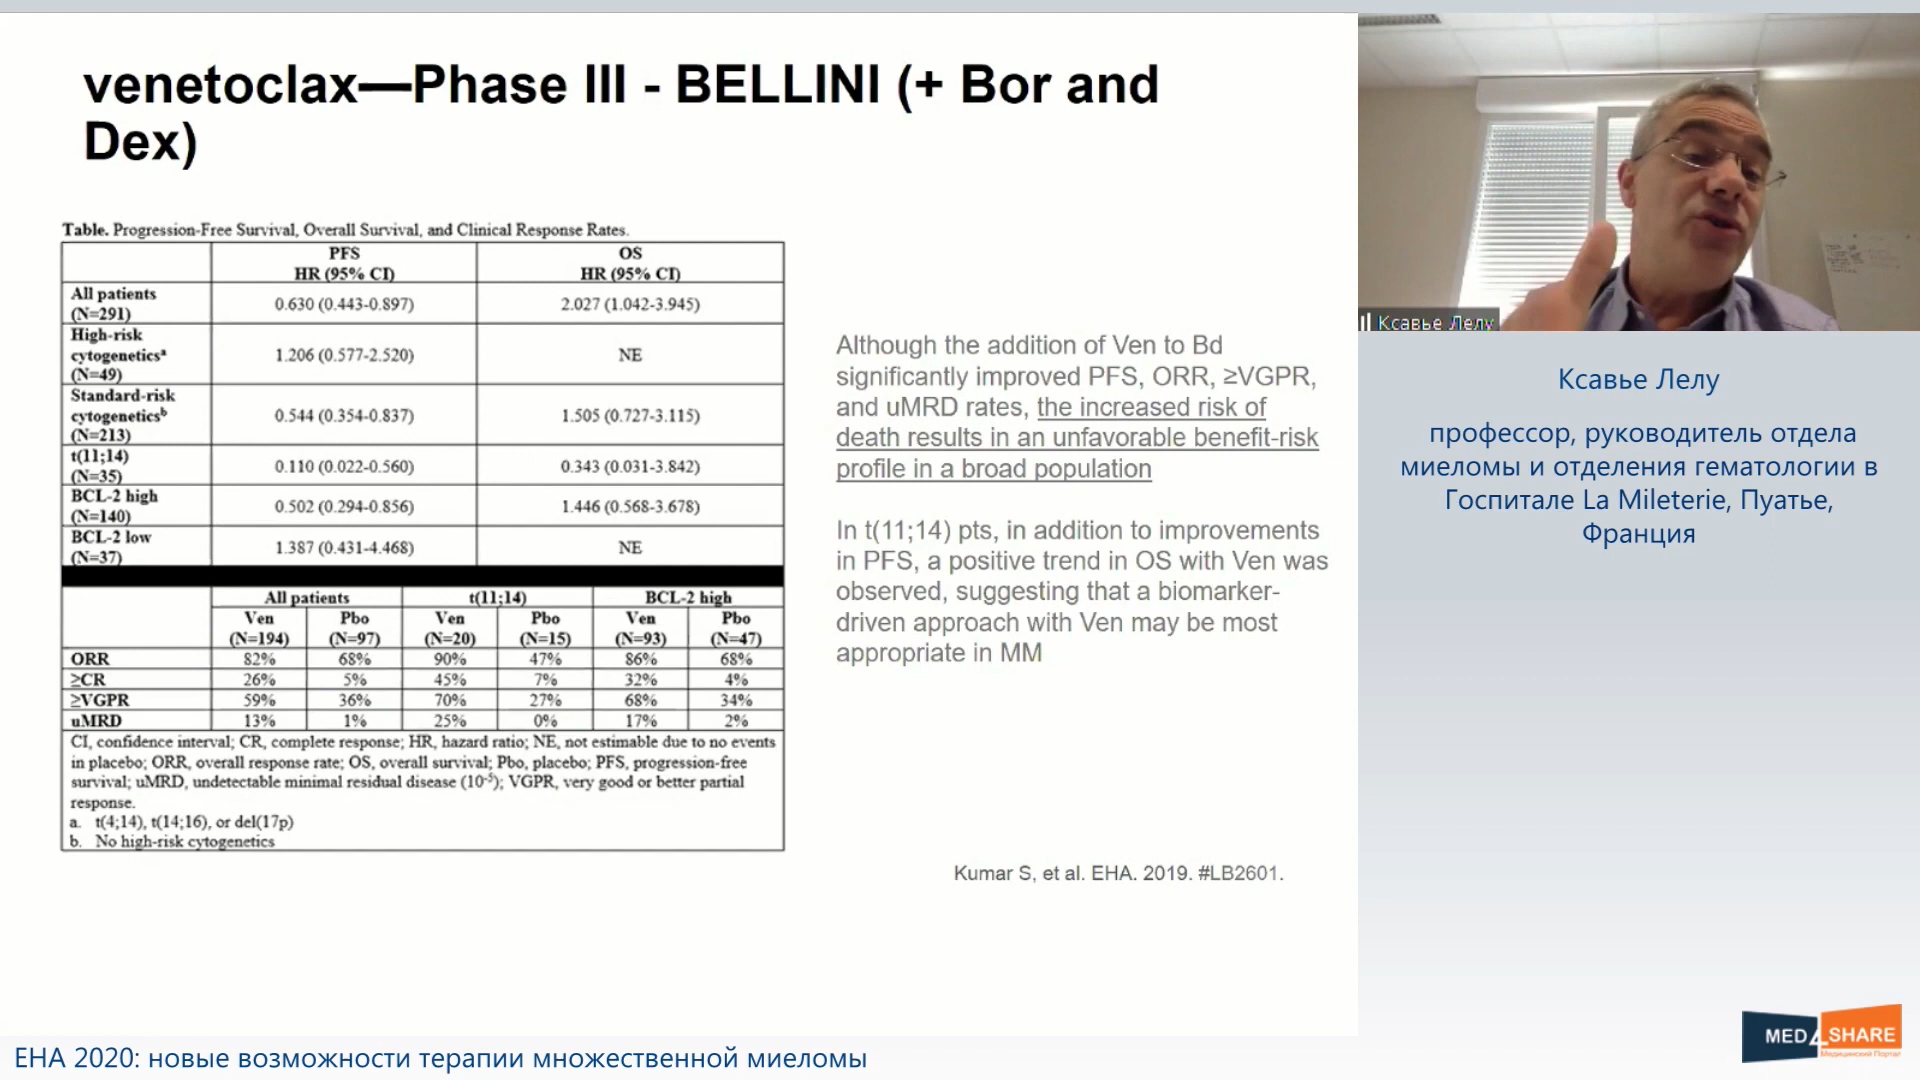 venetoclax—Phase III - BELLINI (+ Bor and
Dex)
Table. Progression-Free Survival, Overall Survival, and Clinical Response Rates.
PFS OS
HR (95% CI) HR (95% CI)
All patients
(N=291) 0.630 (0.443-0.897) 2.027 (1.042-3.945)
High-risk
cytogeneticsᵃ 1.206 (0.577-2.520) NE
(N=49)
Standard-risk
cytogeneticsᵇ 0.544 (0.354-0.837) 1.505 (0.727-3.115)
(N=213)
t(11;14)
(N=35) 0.110 (0.022-0.560) 0.343 (0.031-3.842)
BCL-2 high
(N=140) 0.502 (0.294-0.856) 1.446 (0.568-3.678)
BCL-2 low
(N=37) 1.387 (0.431-4.468) NE
All patients t(11;14) BCL-2 high
Ven Pbo Ven Pbo Ven Pbo
(N=194) (N=97) (N=20) (N=15) (N=93) (N=47)
ORR 82% 68% 90% 47% 86% 68%
≥CR 26% 5% 45% 7% 32% 4%
≥VGPR 59% 36% 70% 27% 68% 34%
uMRD 13% 1% 25% 0% 17% 2%
CI, confidence interval; CR, complete response; HR, hazard ratio; NE, not estimable due to no events
in placebo; ORR, overall response rate; OS, overall survival; Pbo, placebo; PFS, progression-free
survival; uMRD, undetectable minimal residual disease (10⁻⁵); VGPR, very good or better partial
response.
a. t(4;14), t(14;16), or del(17p)
b. No high-risk cytogenetics
Although the addition of Ven to Bd
significantly improved PFS, ORR, ≥VGPR,
and uMRD rates, the increased risk of
death results in an unfavorable benefit-risk
profile in a broad population
In t(11;14) pts, in addition to improvements
in PFS, a positive trend in OS with Ven was
observed, suggesting that a biomarker-
driven approach with Ven may be most
appropriate in MM
Kumar S, et al. EHA. 2019. #LB2601.
Ксавье Лелу
Ксавье Лелу
профессор, руководитель отдела
миеломы и отделения гематологии в
Госпитале La Mileterie, Пуатье,
Франция
MED4SHARE
Медицинский Портал
EHA 2020: новые возможности терапии множественной миеломы